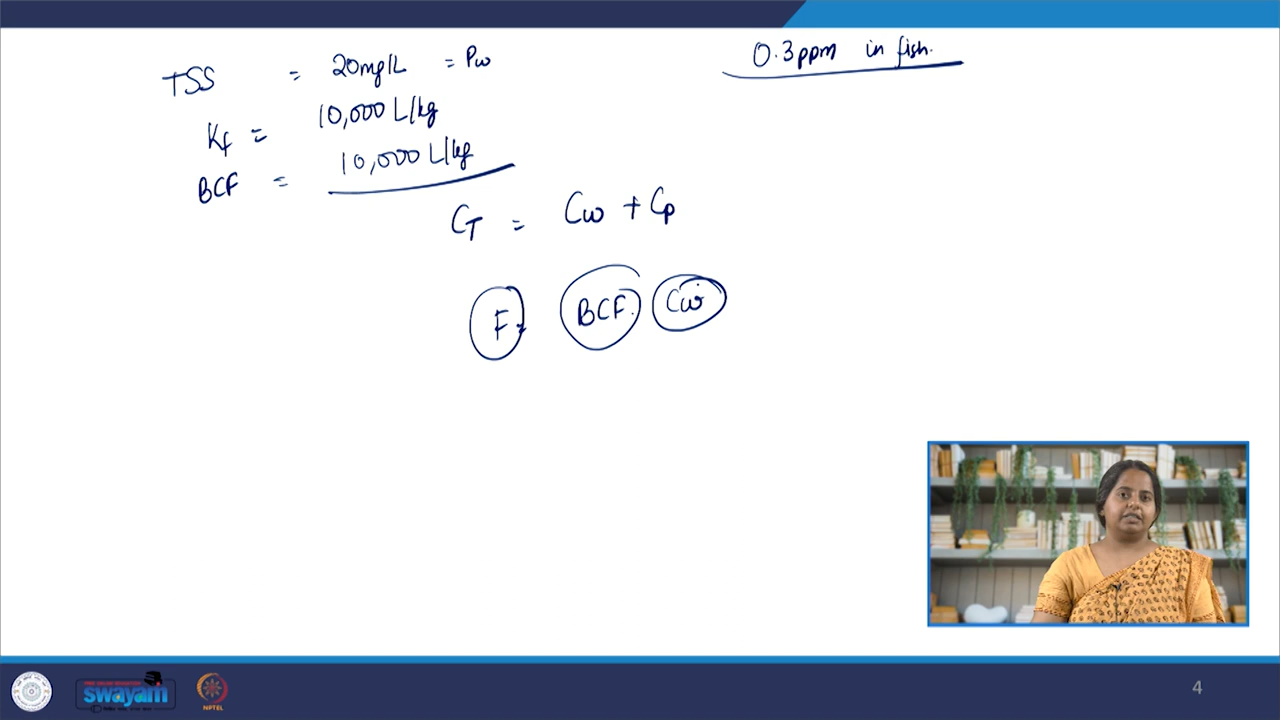 TSS = 20mg/L = Pw
0.3ppm in fish.
Kf = 10,000 L/kg
BCF = 10,000 L/kg
CT = Cw + Cp
F = BCF. Cw
swayam
NPTEL
4